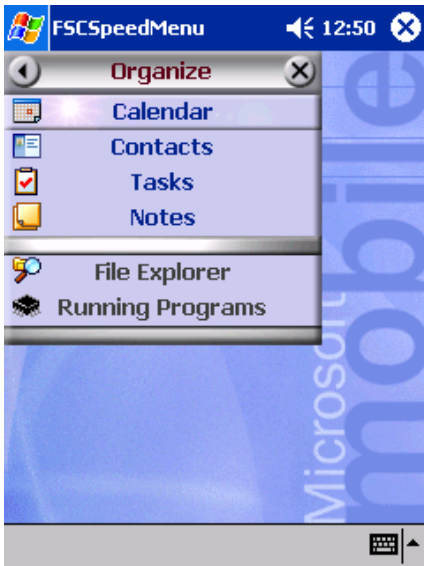 FSCSpeedMenu 12:50
Organize
Calendar
Contacts
Tasks
Notes
File Explorer
Running Programs
Microsoft
mobile